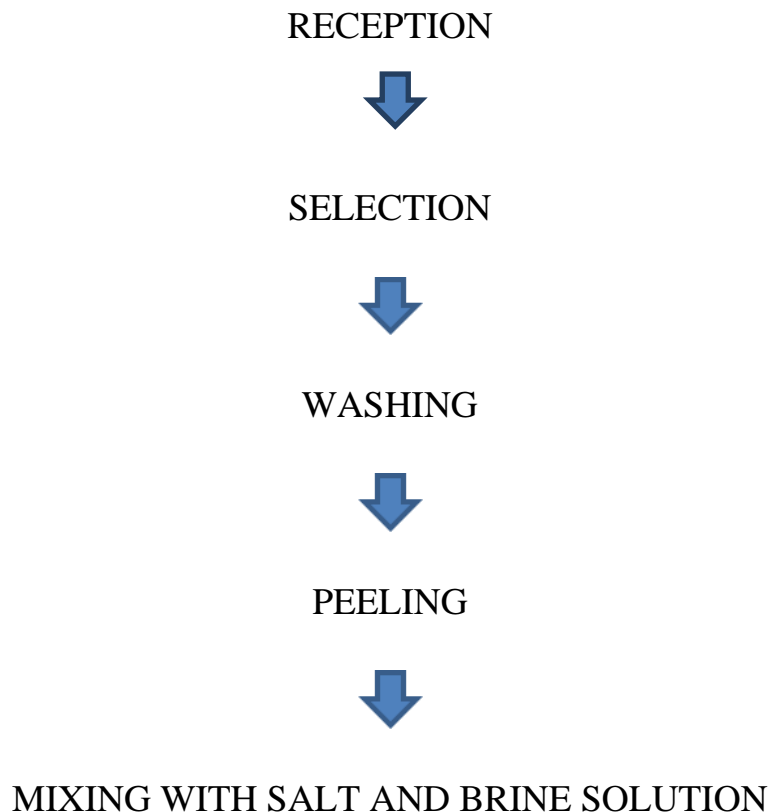 RECEPTION
SELECTION
WASHING
PEELING
MIXING WITH SALT AND BRINE SOLUTION